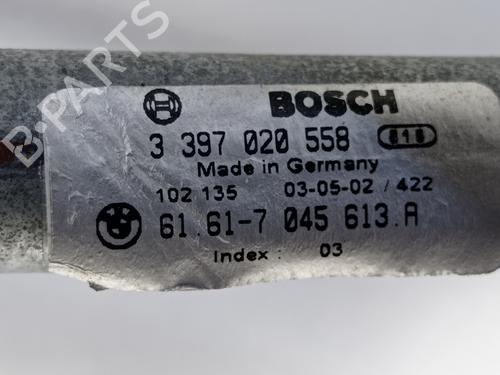 B-PARTS
BOSCH
3 397 020 558 616
Made in Germany
102 135 03-05-02 / 422
61.61-7 045 613.A
Index : 03